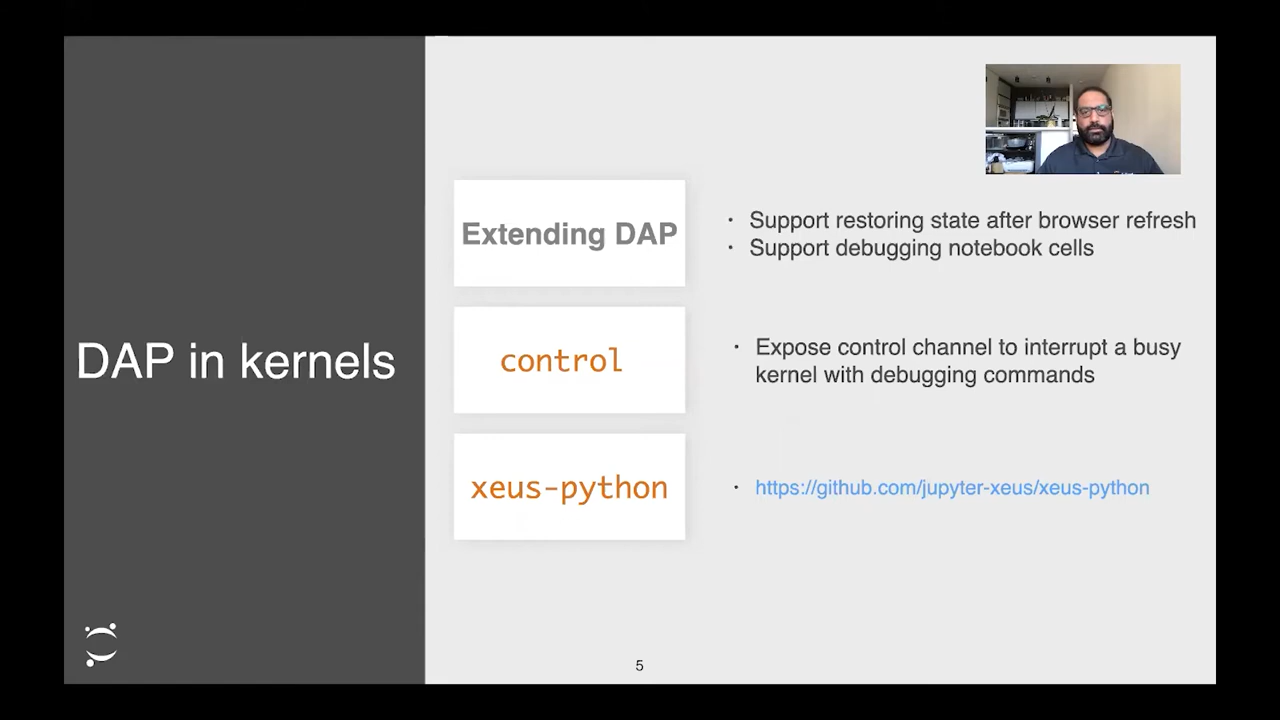 DAP in kernels
Extending DAP
• Support restoring state after browser refresh
• Support debugging notebook cells
control
• Expose control channel to interrupt a busy
kernel with debugging commands
xeus-python
• https://github.com/jupyter-xeus/xeus-python
5